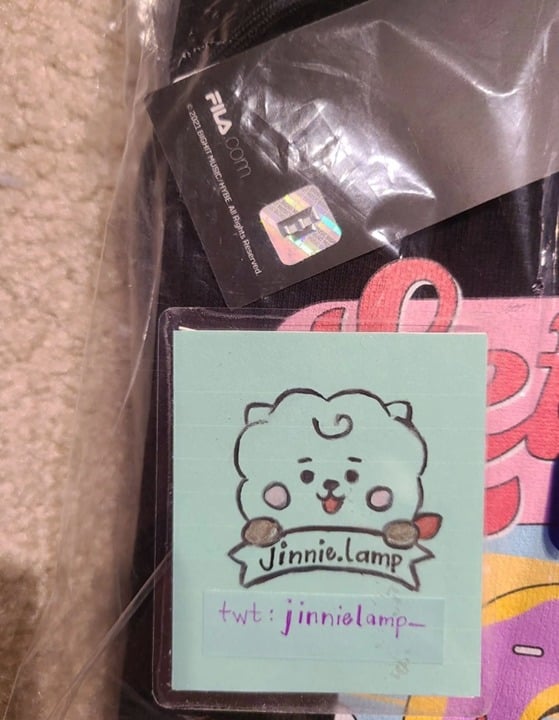 FILA.com
© 2021 BIGHIT MUSIC/HYBE. All Rights Reserved.
Jinnie.lamp
twt: jinnielamp_